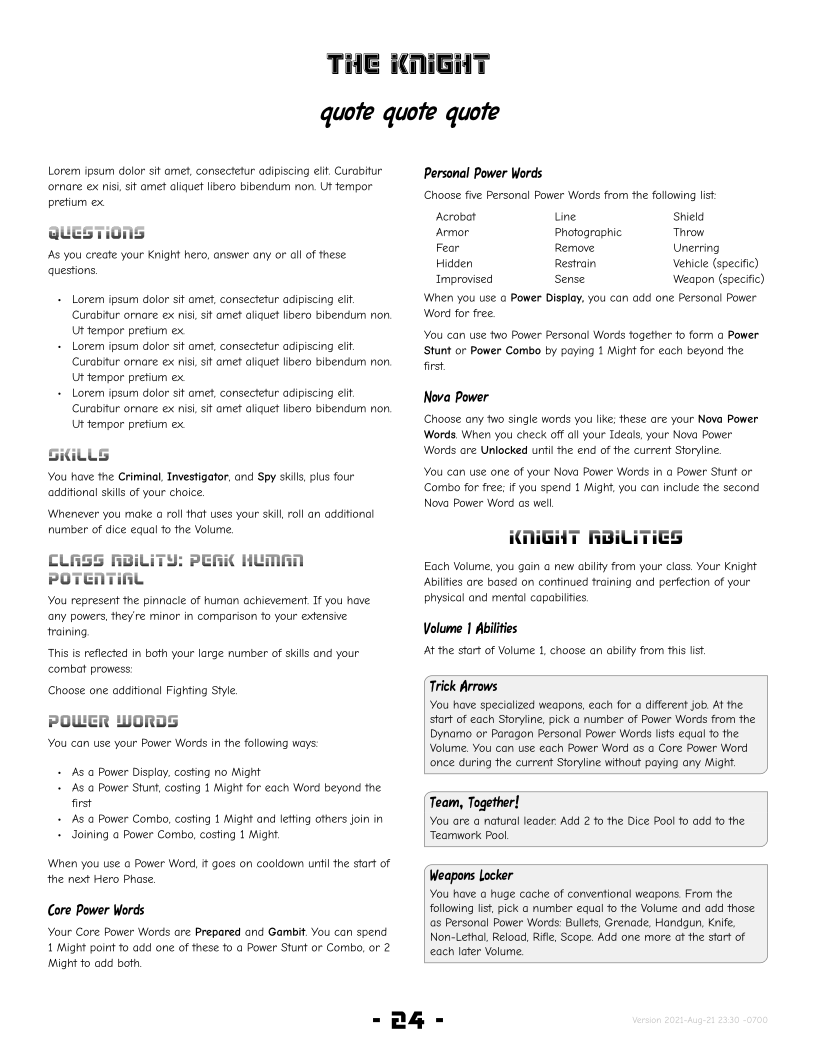 THE KNIGHT
quote quote quote
Lorem ipsum dolor sit amet, consectetur adipiscing elit. Curabitur
ornare ex nisi, sit amet aliquet libero bibendum non. Ut tempor
pretium ex.
QUESTIONS
As you create your Knight hero, answer any or all of these
questions.
• Lorem ipsum dolor sit amet, consectetur adipiscing elit.
Curabitur ornare ex nisi, sit amet aliquet libero bibendum non.
Ut tempor pretium ex.
• Lorem ipsum dolor sit amet, consectetur adipiscing elit.
Curabitur ornare ex nisi, sit amet aliquet libero bibendum non.
Ut tempor pretium ex.
• Lorem ipsum dolor sit amet, consectetur adipiscing elit.
Curabitur ornare ex nisi, sit amet aliquet libero bibendum non.
Ut tempor pretium ex.
SKILLS
You have the Criminal, Investigator, and Spy skills, plus four
additional skills of your choice.
Whenever you make a roll that uses your skill, roll an additional
number of dice equal to the Volume.
CLASS ABILITY: PEAK HUMAN
POTENTIAL
You represent the pinnacle of human achievement. If you have
any powers, they're minor in comparison to your extensive
training.
This is reflected in both your large number of skills and your
combat prowess:
Choose one additional Fighting Style.
POWER WORDS
You can use your Power Words in the following ways:
• As a Power Display, costing no Might
• As a Power Stunt, costing 1 Might for each Word beyond the
first
• As a Power Combo, costing 1 Might and letting others join in
• Joining a Power Combo, costing 1 Might.
When you use a Power Word, it goes on cooldown until the start of
the next Hero Phase.
Core Power Words
Your Core Power Words are Prepared and Gambit. You can spend
1 Might point to add one of these to a Power Stunt or Combo, or 2
Might to add both.
Personal Power Words
Choose five Personal Power Words from the following list:
Acrobat Line Shield
Armor Photographic Throw
Fear Remove Unerring
Hidden Restrain Vehicle (specific)
Improvised Sense Weapon (specific)
When you use a Power Display, you can add one Personal Power
Word for free.
You can use two Power Personal Words together to form a Power
Stunt or Power Combo by paying 1 Might for each beyond the
first.
Nova Power
Choose any two single words you like; these are your Nova Power
Words. When you check off all your Ideals, your Nova Power
Words are Unlocked until the end of the current Storyline.
You can use one of your Nova Power Words in a Power Stunt or
Combo for free; if you spend 1 Might, you can include the second
Nova Power Word as well.
KNIGHT ABILITIES
Each Volume, you gain a new ability from your class. Your Knight
Abilities are based on continued training and perfection of your
physical and mental capabilities.
Volume 1 Abilities
At the start of Volume 1, choose an ability from this list.
Trick Arrows
You have specialized weapons, each for a different job. At the
start of each Storyline, pick a number of Power Words from the
Dynamo or Paragon Personal Power Words lists equal to the
Volume. You can use each Power Word as a Core Power Word
once during the current Storyline without paying any Might.
Team, Together!
You are a natural leader. Add 2 to the Dice Pool to add to the
Teamwork Pool.
Weapons Locker
You have a huge cache of conventional weapons. From the
following list, pick a number equal to the Volume and add those
as Personal Power Words: Bullets, Grenade, Handgun, Knife,
Non-Lethal, Reload, Rifle, Scope. Add one more at the start of
each later Volume.
- 24 -
Version 2021-Aug-21 23:30 -0700